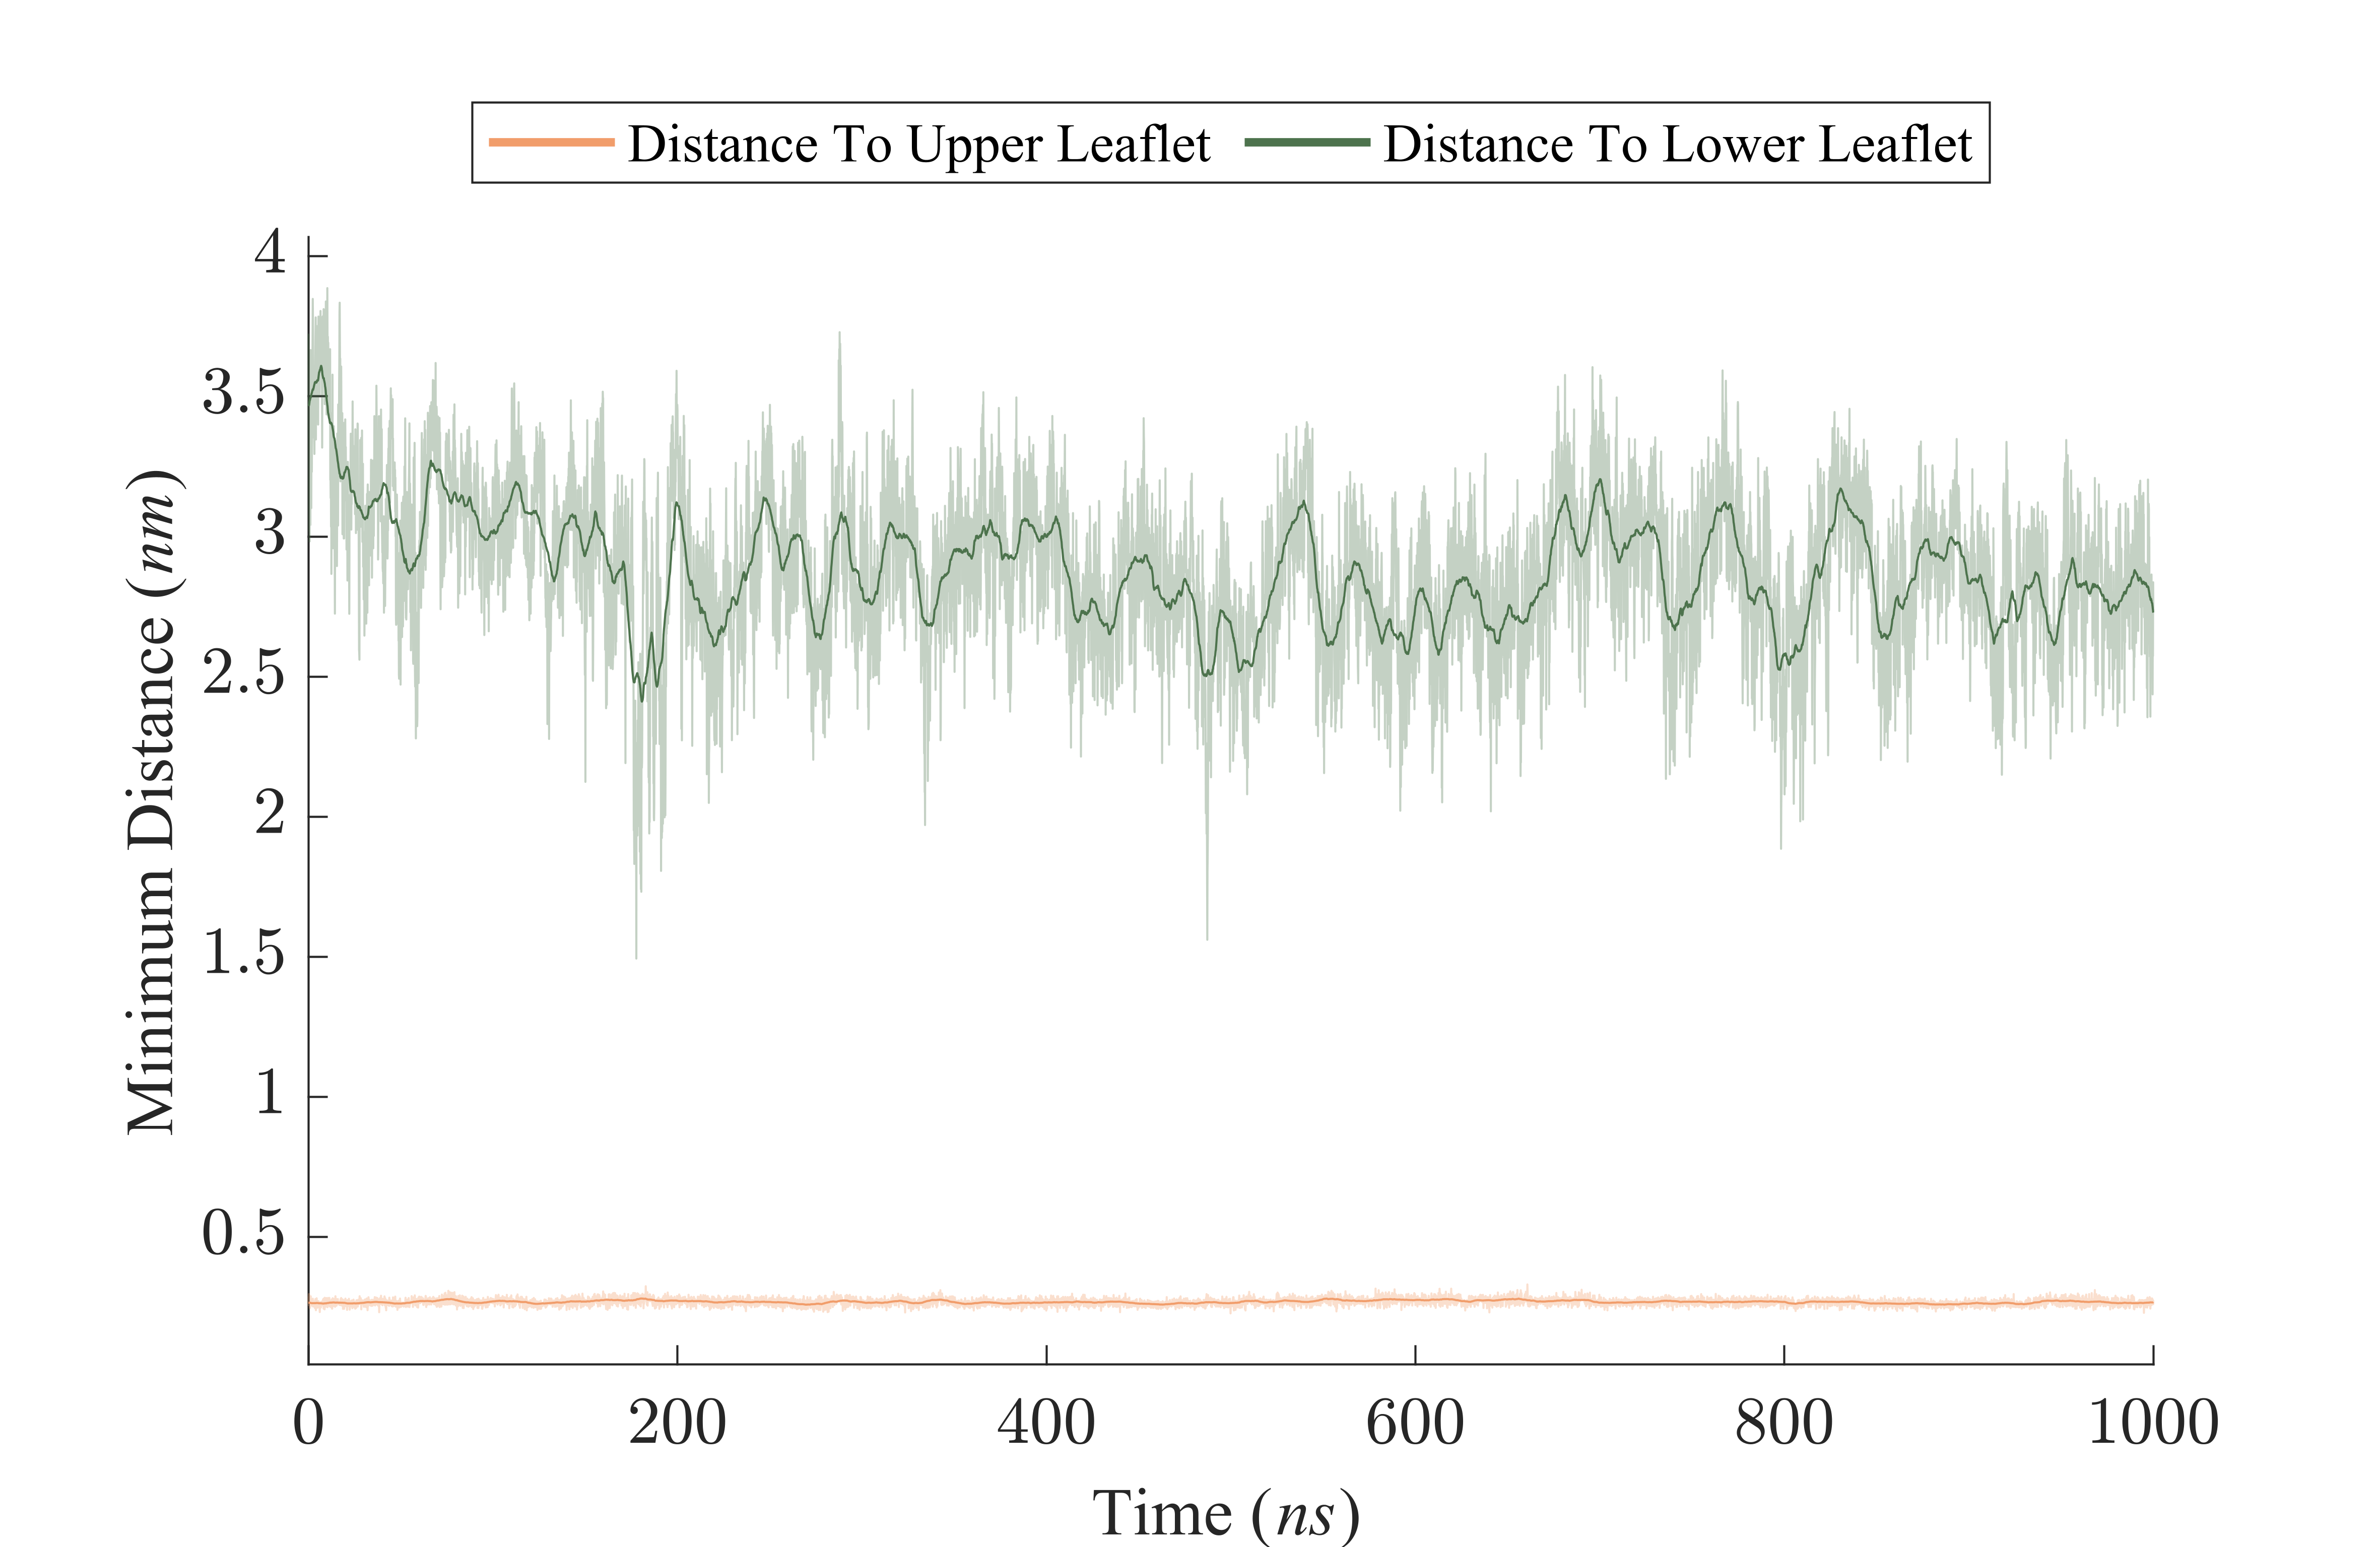 Distance To Upper Leaflet Distance To Lower Leaflet
4
3.5
3
2.5
2
1.5
1
0.5
Minimum Distance (nm)
0 200 400 600 800 1000
Time (ns)